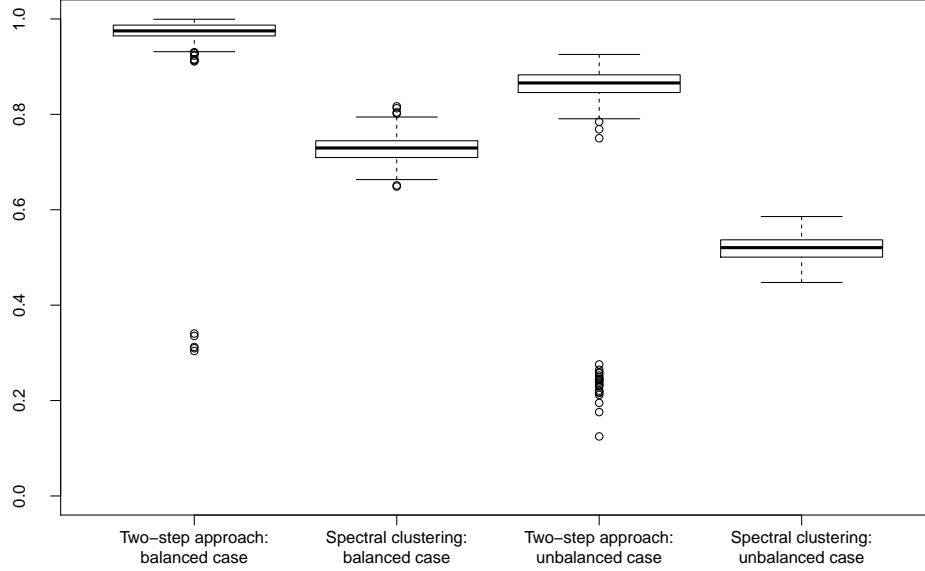 1.0
0.8
0.6
0.4
0.2
0.0
Two−step approach:
balanced case
Spectral clustering:
balanced case
Two−step approach:
unbalanced case
Spectral clustering:
unbalanced case